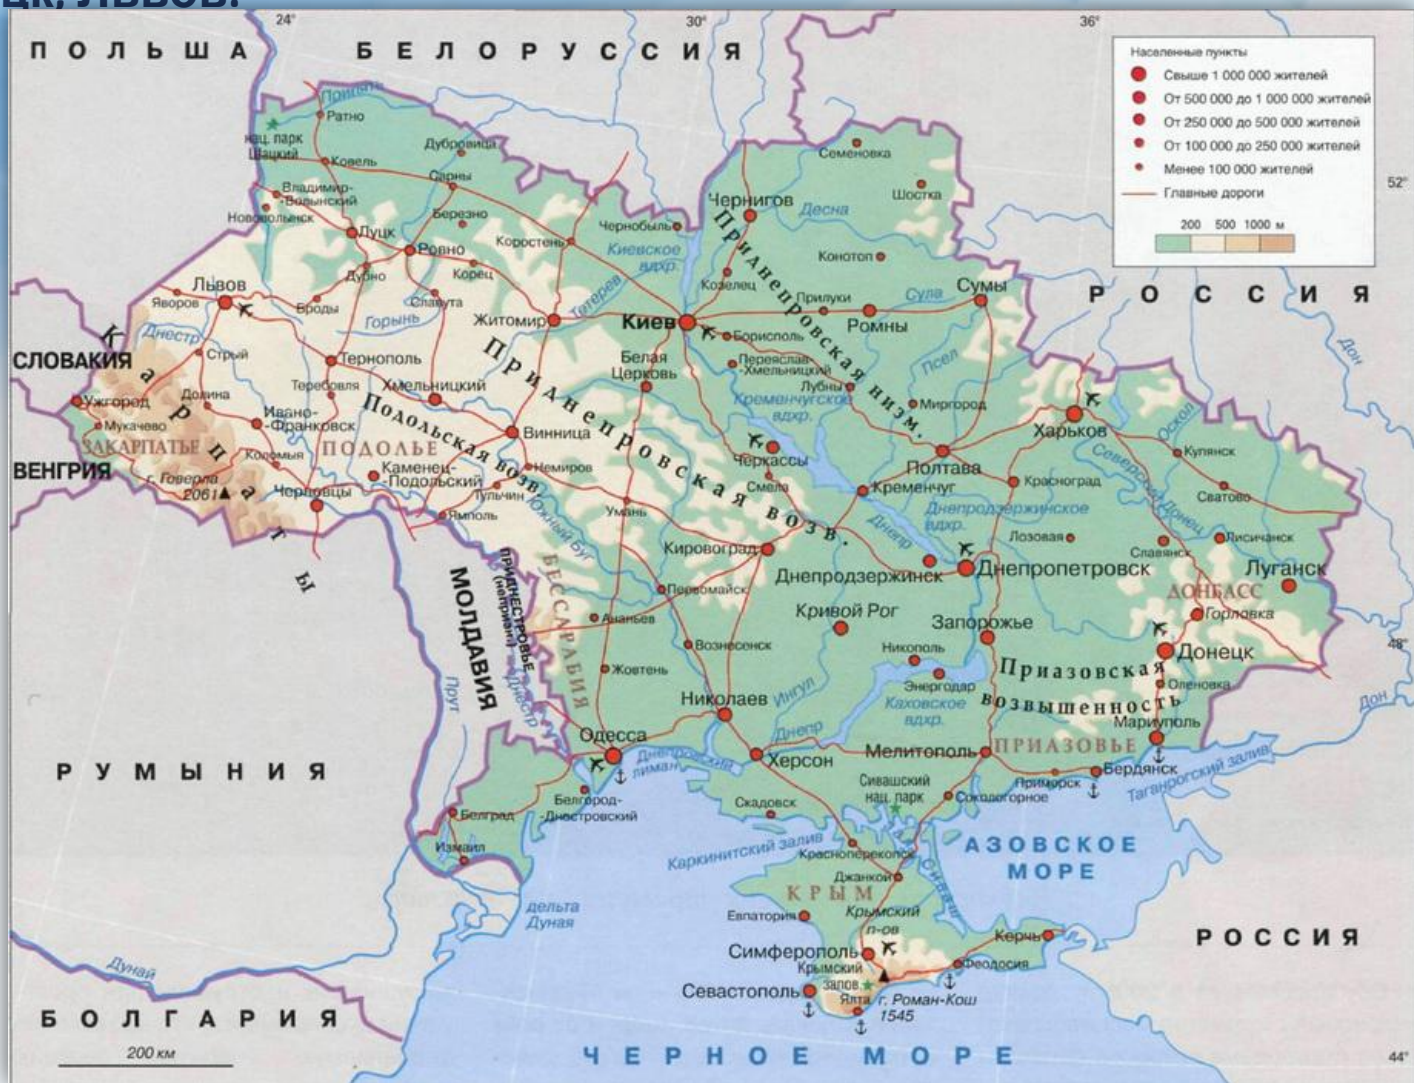 ЦК, ЛЬВОВ.
24°
30°
36°
ПОЛЬША
БЕЛОРУССИЯ
Населенные пункты
Свыше 1 000 000 жителей
От 500 000 до 1 000 000 жителей
От 250 000 до 500 000 жителей
От 100 000 до 250 000 жителей
Менее 100 000 жителей
Главные дороги
200 500 1000 м
52°
Припять
Ратно
нац. парк
Шацкий
Ковель
Дубровица
Сарны
Семеновка
Шостка
Владимир-
-Волынский
Нововолынск
Березно
Чернобыль
Чернигов
Десна
Луцк
Ровно
Коростень
Киевское
вдхр.
Конотоп
Дубно
Корец
Козелец
Львов
Яворов
Броды
Славута
Тетерев
Прилуки
Сула
Сумы
РОССИЯ
Горынь
Житомир
Киев
Ромны
Приднепровская низм.
Днестр
Борисполь
Дон
СЛОВАКИЯ
Карпаты
Стрый
Тернополь
Белая
Церковь
Переяслав-
-Хмельницкий
Псел
Теребовля
Хмельницкий
Лубны
Ужгород
Долина
Кременчугское
вдхр.
Миргород
Мукачево
Ивано-
-Франковск
Подольская возв.
Приднепровская возв.
Харьков
Оскол
ЗАКАРПАТЬЕ
ПОДОЛЬЕ
Винница
Черкассы
Полтава
Купянск
Коломыя
ВЕНГРИЯ
г. Говерла
2061
Каменец-
-Подольский
Немиров
Смела
Кременчуг
Красноград
Северский Донец
Сватово
Черновцы
Тульчин
Ямполь
Умань
Южный Буг
Днепродзержинское
вдхр.
Днепр
Лозовая
Славянск
Лисичанск
Кировоград
Днепродзержинск
Днепропетровск
Луганск
МОЛДАВИЯ
ПРИДНЕСТРОВЬЕ
(неприз.)
БЕССАРАБИЯ
Первомайск
ДОНБАСС
Ананьев
Кривой Рог
Запорожье
Горловка
Вознесенск
Никополь
Донецк
48°
Жовтень
Энергодар
Приазовская
возвышенность
Оленовка
Прут
Днестр
Николаев
Ингул
Каховское
вдхр.
Мариуполь
Дон
Одесса
Днепровский
лиман
Днепр
Херсон
Мелитополь
ПРИАЗОВЬЕ
РУМЫНИЯ
Бердянск
Таганрогский залив
Приморск
Сивашский
нац. парк
Сокологорное
Белгород-
-Днестровский
Скадовск
Белград
Измаил
Каркинитский залив
Красноперекопск
АЗОВСКОЕ
МОРЕ
Джанкой
КРЫМ
дельта
Дуная
Евпатория
Крымский
п-ов
Керчь
РОССИЯ
Симферополь
Крымский
запов.
Феодосия
Дунай
Севастополь
Ялта
г. Роман-Кош
1545
БОЛГАРИЯ
200 км
ЧЕРНОЕ МОРЕ
44°